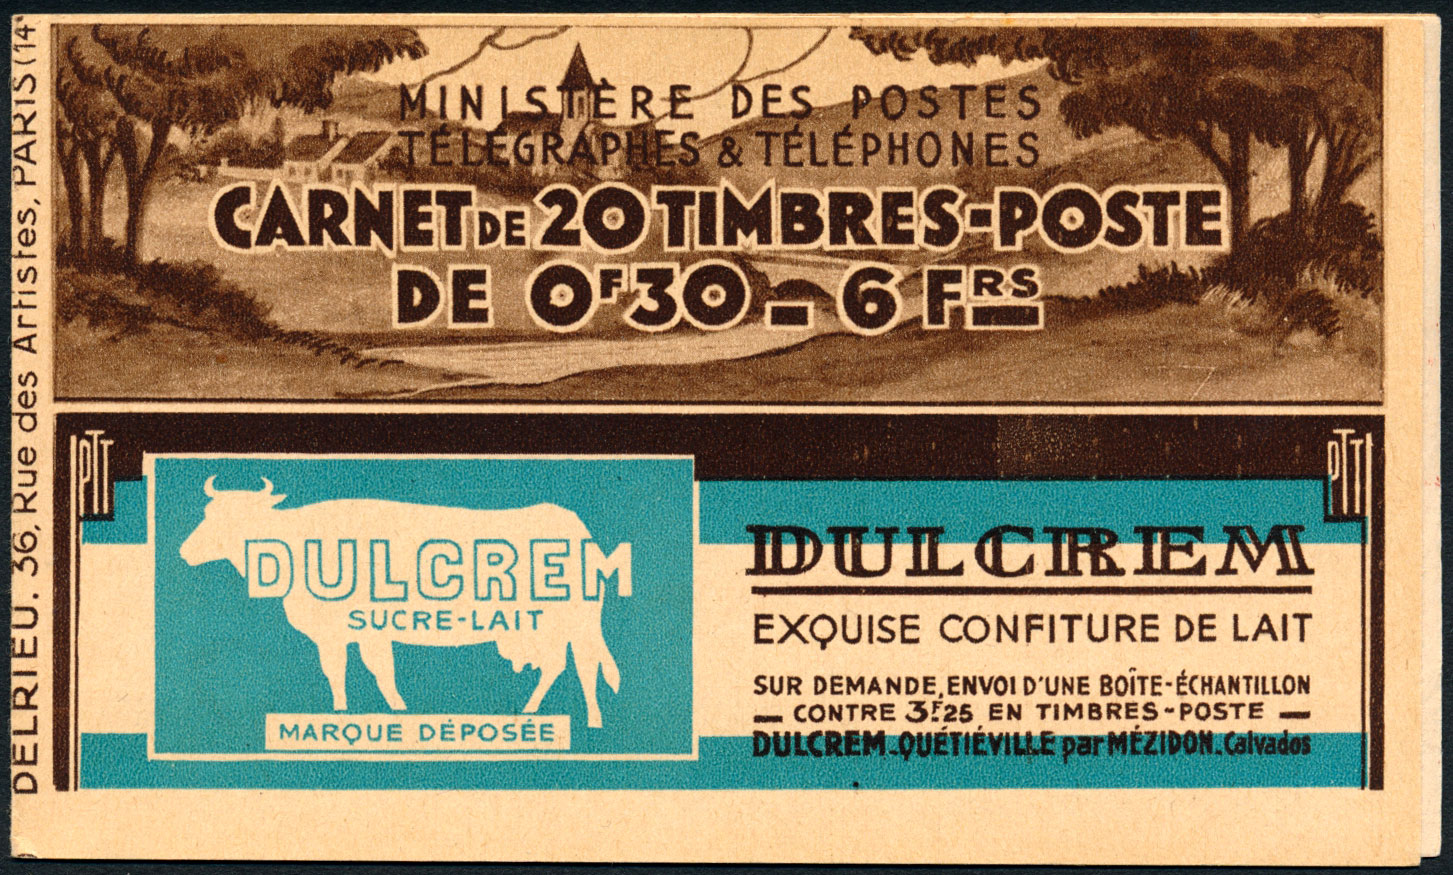 DELRIEU. 36, Rue des Artistes, PARIS (14ᵉ
MINISTÈRE DES POSTES
TÉLÉGRAPHES & TÉLÉPHONES
CARNET DE 20 TIMBRES-POSTE
DE 0F30 - 6 FRS
PTT
PTT
DULCREM
SUCRE-LAIT
MARQUE DÉPOSÉE
DULCREM
EXQUISE CONFITURE DE LAIT
SUR DEMANDE, ENVOI D'UNE BOÎTE-ÉCHANTILLON
CONTRE 3F25 EN TIMBRES-POSTE
DULCREM-QUÉTIÉVILLE par MÉZIDON. Calvados